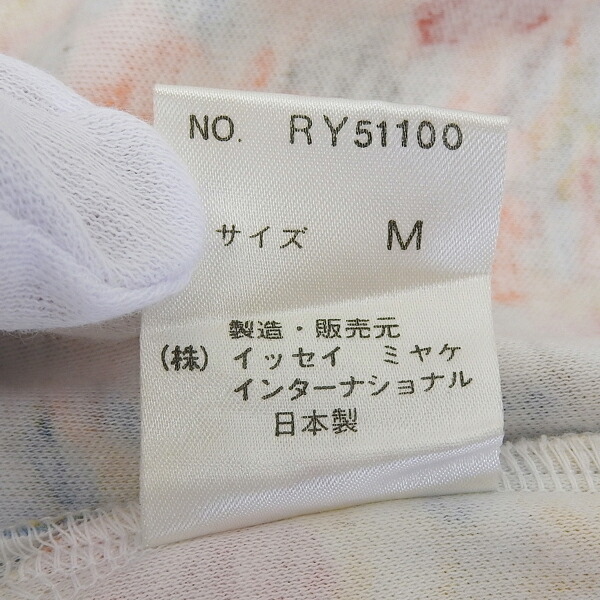 NO. RY51100
サイズ M
製造・販売元
(株) イッセイ ミヤケ
インターナショナル
日本製